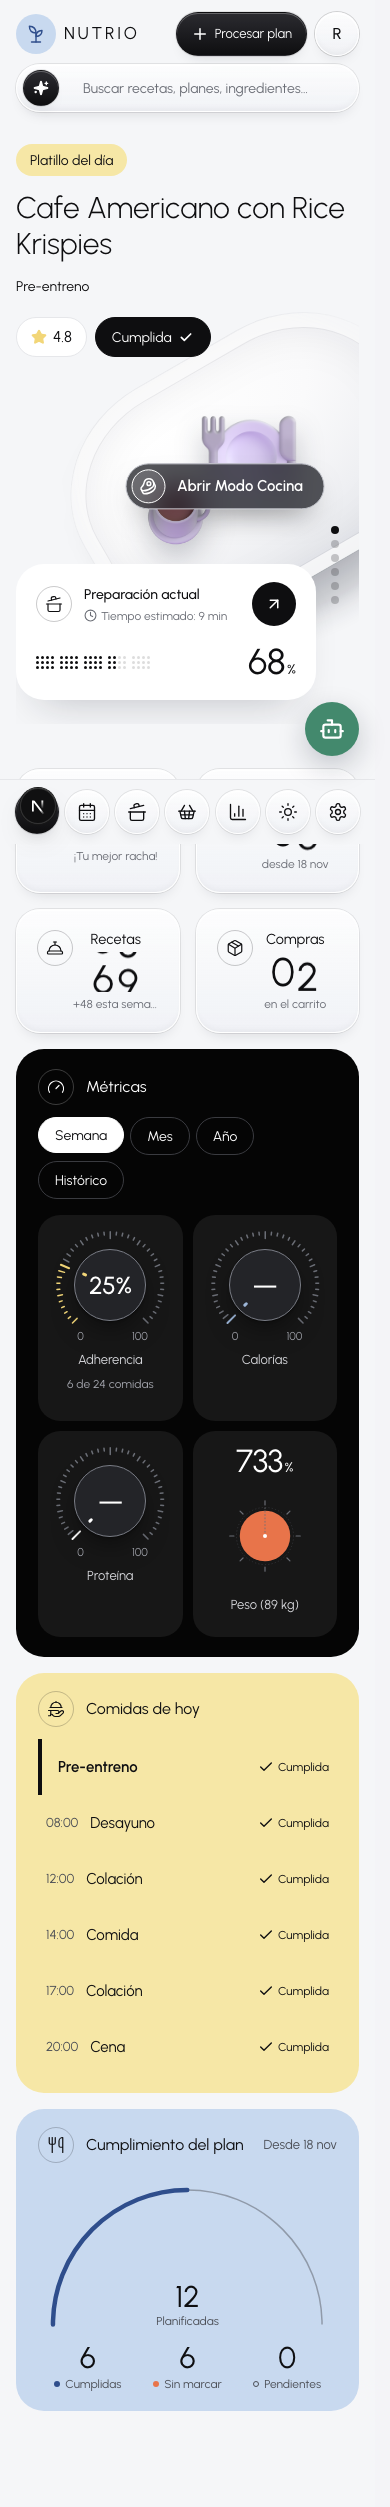 NUTRIO
Procesar plan
R
Buscar recetas, planes, ingredientes...
Platillo del día
Cafe Americano con Rice
Krispies
Pre-entreno
4.8
Cumplida
Abrir Modo Cocina
Preparación actual
Tiempo estimado: 9 min
68%
N
¡Tu mejor racha!
desde 18 nov
Recetas
69
+48 esta sema...
Compras
02
en el carrito
Métricas
Semana
Mes
Año
Histórico
25%
0 100
Adherencia
6 de 24 comidas
—
0 100
Calorías
—
0 100
Proteína
733%
Peso (89 kg)
Comidas de hoy
Pre-entreno Cumplida
08:00 Desayuno Cumplida
12:00 Colación Cumplida
14:00 Comida Cumplida
17:00 Colación Cumplida
20:00 Cena Cumplida
Cumplimiento del plan Desde 18 nov
12
Planificadas
6 6 0
Cumplidas Sin marcar Pendientes